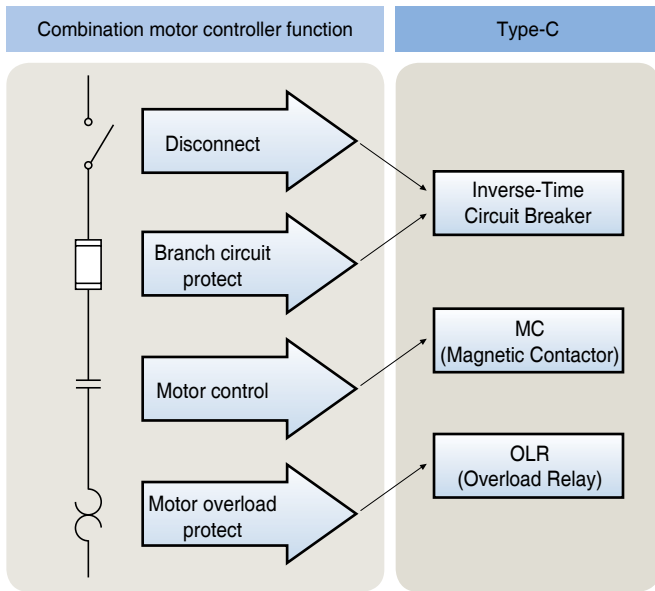 Combination motor controller function
Type-C
Disconnect
Inverse-Time
Circuit Breaker
Branch circuit
protect
MC
(Magnetic Contactor)
Motor control
OLR
(Overload Relay)
Motor overload
protect